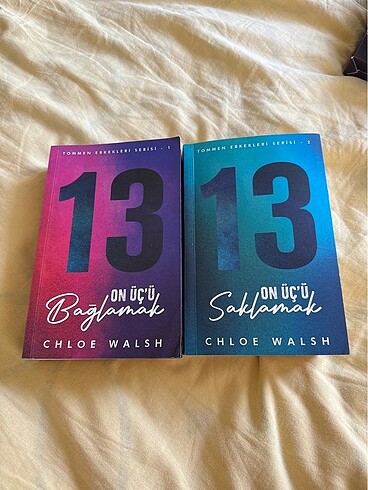 TOMMEN ERKEKLERİ SERİSİ - 1
13
ON ÜÇ'Ü
Bağlamak
CHLOE WALSH
TOMMEN ERKEKLERİ SERİSİ - 2
13
ON ÜÇ'Ü
Saklamak
CHLOE WALSH